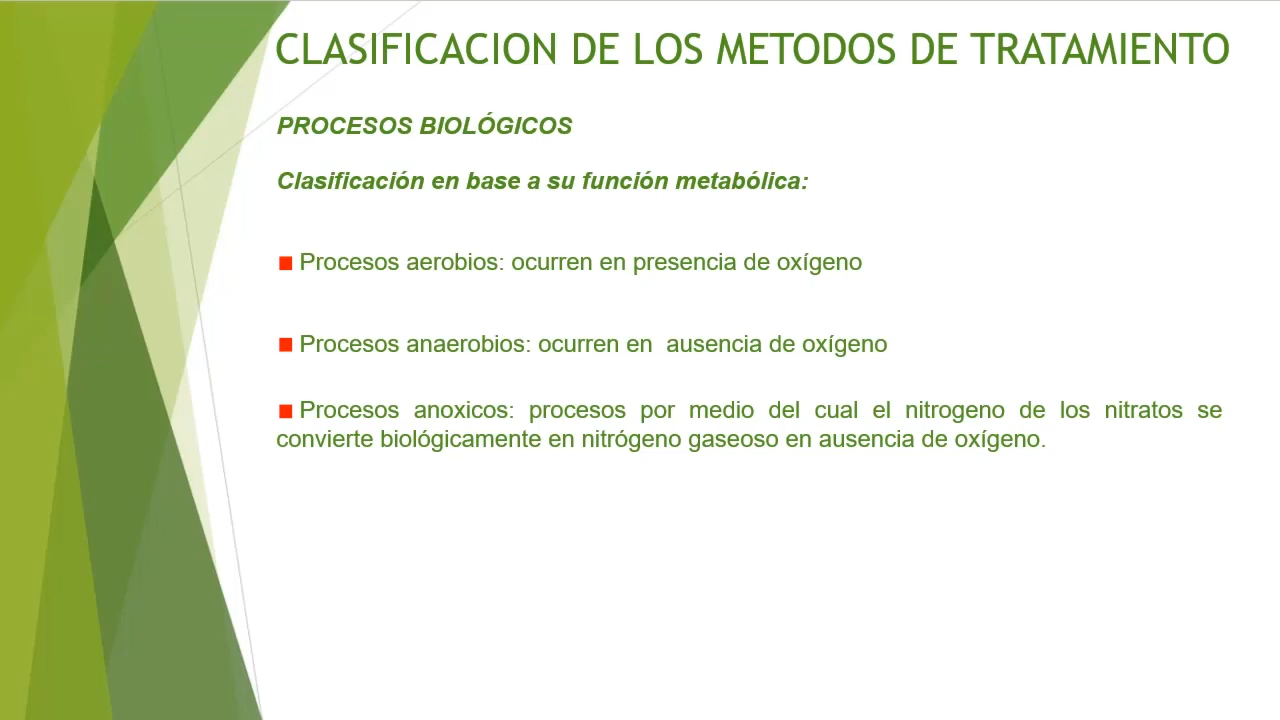 CLASIFICACION DE LOS METODOS DE TRATAMIENTO
PROCESOS BIOLÓGICOS
Clasificación en base a su función metabólica:
Procesos aerobios: ocurren en presencia de oxígeno
Procesos anaerobios: ocurren en  ausencia de oxígeno
Procesos anoxicos: procesos por medio del cual el nitrogeno de los nitratos se
convierte biológicamente en nitrógeno gaseoso en ausencia de oxígeno.